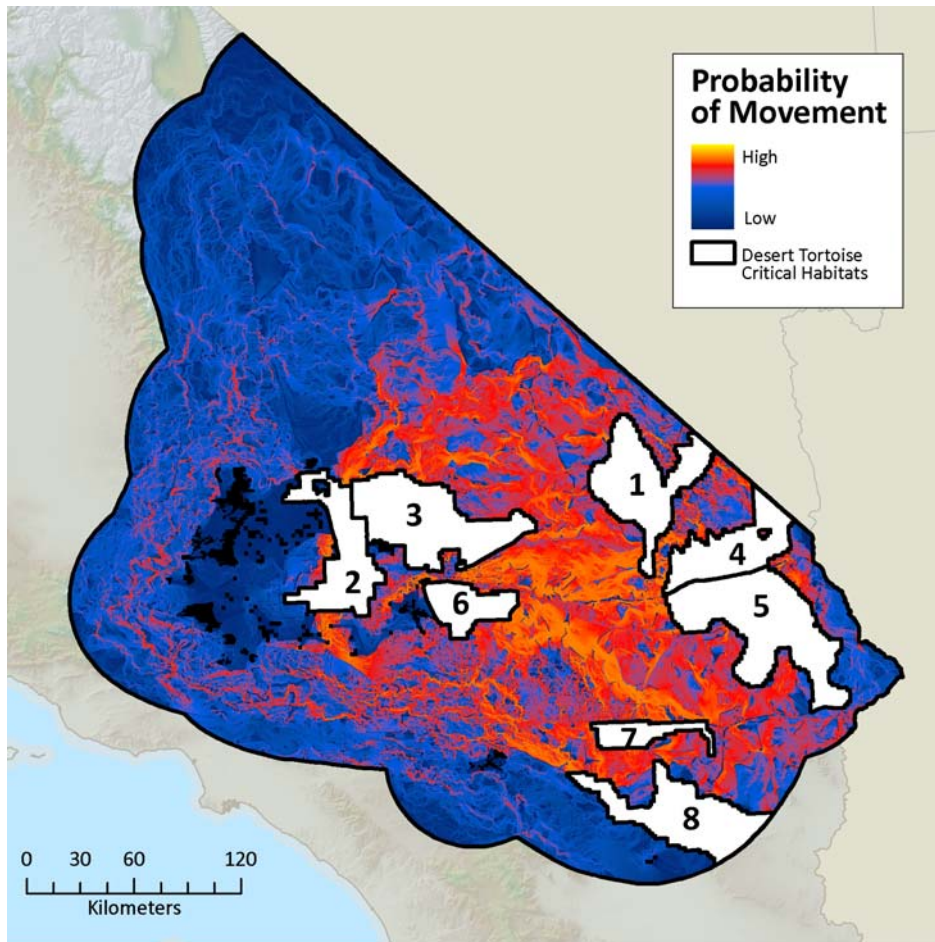 Probability
of Movement
High
Low
Desert Tortoise
Critical Habitats
1
3
4
2
5
6
7
8
0 30 60 120
Kilometers